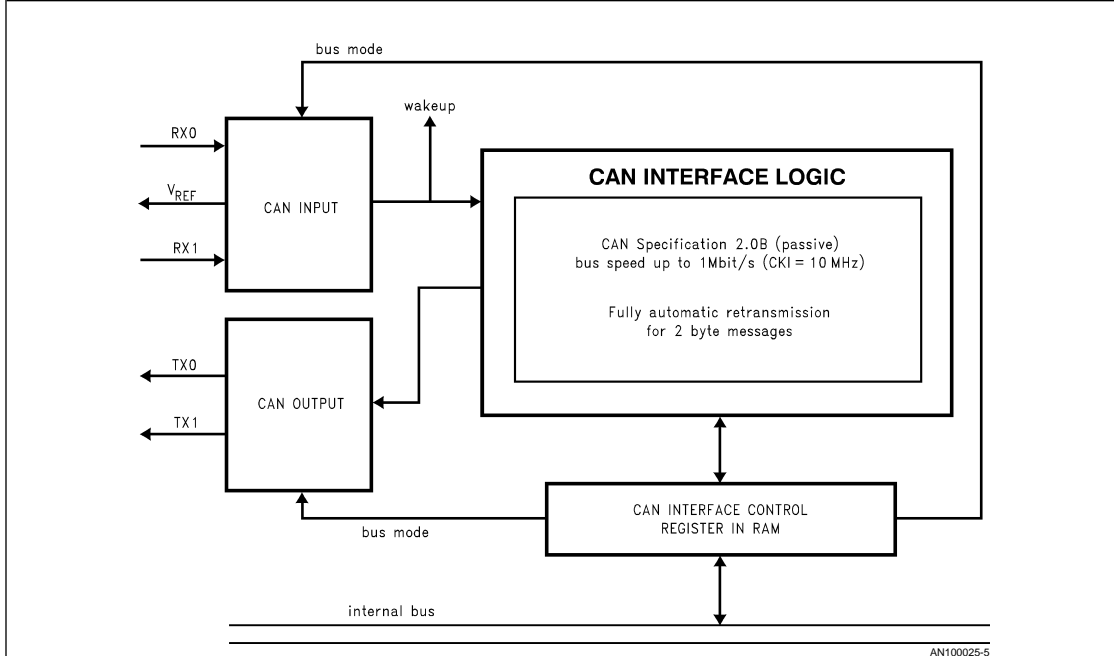 bus mode
wakeup
RX0
V_REF
RX1
CAN INPUT
CAN INTERFACE LOGIC
CAN Specification 2.0B (passive)
bus speed up to 1Mbit/s (CKI = 10 MHz)
Fully automatic retransmission
for 2 byte messages
TX0
TX1
CAN OUTPUT
bus mode
CAN INTERFACE CONTROL
REGISTER IN RAM
internal bus
AN100025-5